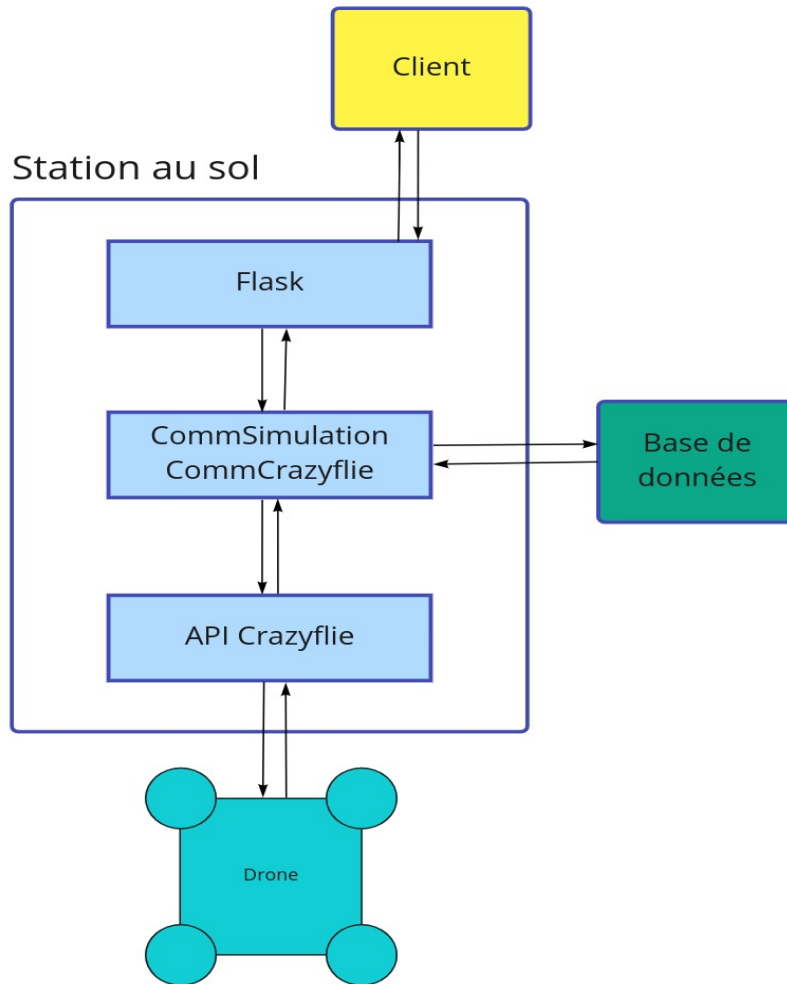 Client
Station au sol
Flask
CommSimulation
CommCrazyflie
Base de
données
API Crazyflie
Drone